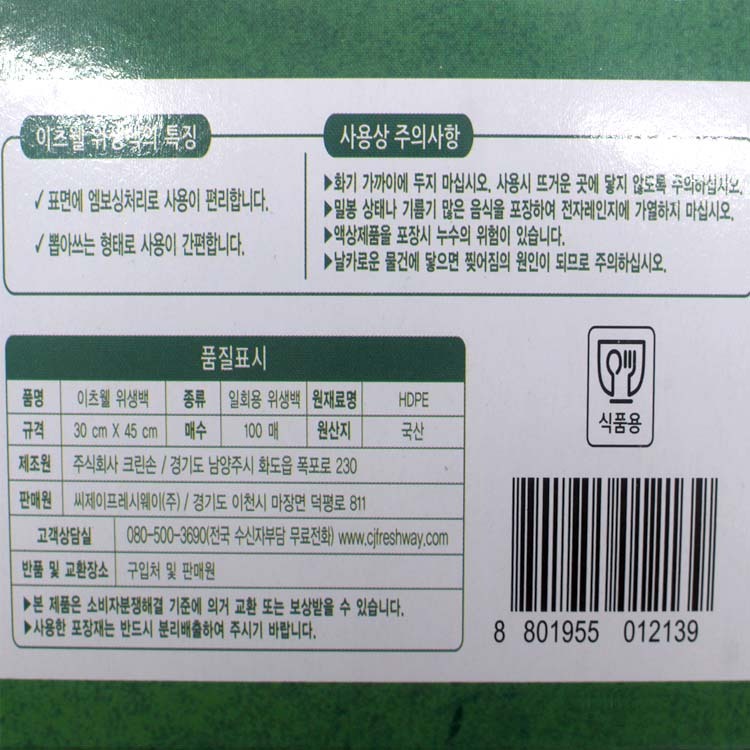 이츠웰 위생백의 특징
✓ 표면에 엠보싱처리로 사용이 편리합니다.
✓ 뽑아쓰는 형태로 사용이 간편합니다.
사용상 주의사항
▶화기 가까이에 두지 마십시오. 사용시 뜨거운 곳에 닿지 않도록 주의하십시오.
▶밀봉 상태나 기름기 많은 음식을 포장하여 전자레인지에 가열하지 마십시오.
▶액상제품을 포장시 누수의 위험이 있습니다.
▶날카로운 물건에 닿으면 찢어짐의 원인이 되므로 주의하십시오.
품질표시
품명 이츠웰 위생백 종류 일회용 위생백 원재료명 HDPE
규격 30 cm X 45 cm 매수 100 매 원산지 국산
제조원 주식회사 크린손 / 경기도 남양주시 화도읍 폭포로 230
판매원 씨제이프레시웨이(주) / 경기도 이천시 마장면 덕평로 811
고객상담실 080-500-3690(전국 수신자부담 무료전화) www.cjfreshway.com
반품 및 교환장소 구입처 및 판매원
▶본 제품은 소비자분쟁해결 기준에 의거 교환 또는 보상받을 수 있습니다.
▶사용한 포장재는 반드시 분리배출하여 주시기 바랍니다.
식품용
8 801955 012139